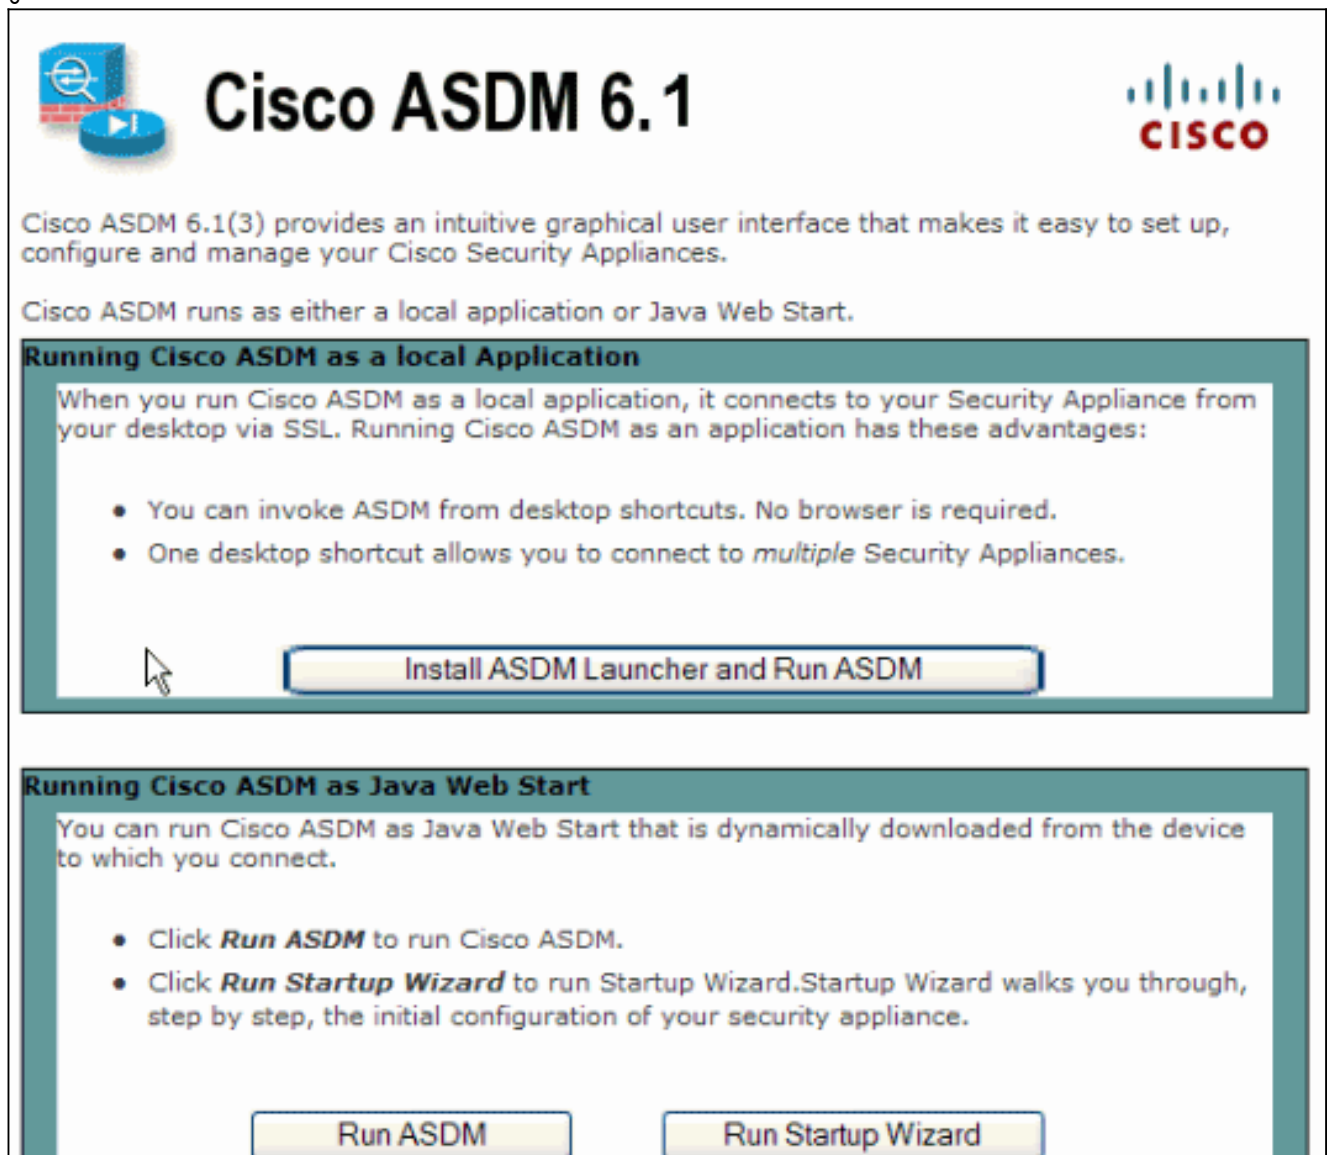 Cisco ASDM 6.1
CISCO
Cisco ASDM 6.1(3) provides an intuitive graphical user interface that makes it easy to set up,
configure and manage your Cisco Security Appliances.
Cisco ASDM runs as either a local application or Java Web Start.
Running Cisco ASDM as a local Application
When you run Cisco ASDM as a local application, it connects to your Security Appliance from
your desktop via SSL. Running Cisco ASDM as an application has these advantages:
• You can invoke ASDM from desktop shortcuts. No browser is required.
• One desktop shortcut allows you to connect to multiple Security Appliances.
Install ASDM Launcher and Run ASDM
Running Cisco ASDM as Java Web Start
You can run Cisco ASDM as Java Web Start that is dynamically downloaded from the device
to which you connect.
• Click Run ASDM to run Cisco ASDM.
• Click Run Startup Wizard to run Startup Wizard.Startup Wizard walks you through,
step by step, the initial configuration of your security appliance.
Run ASDM Run Startup Wizard